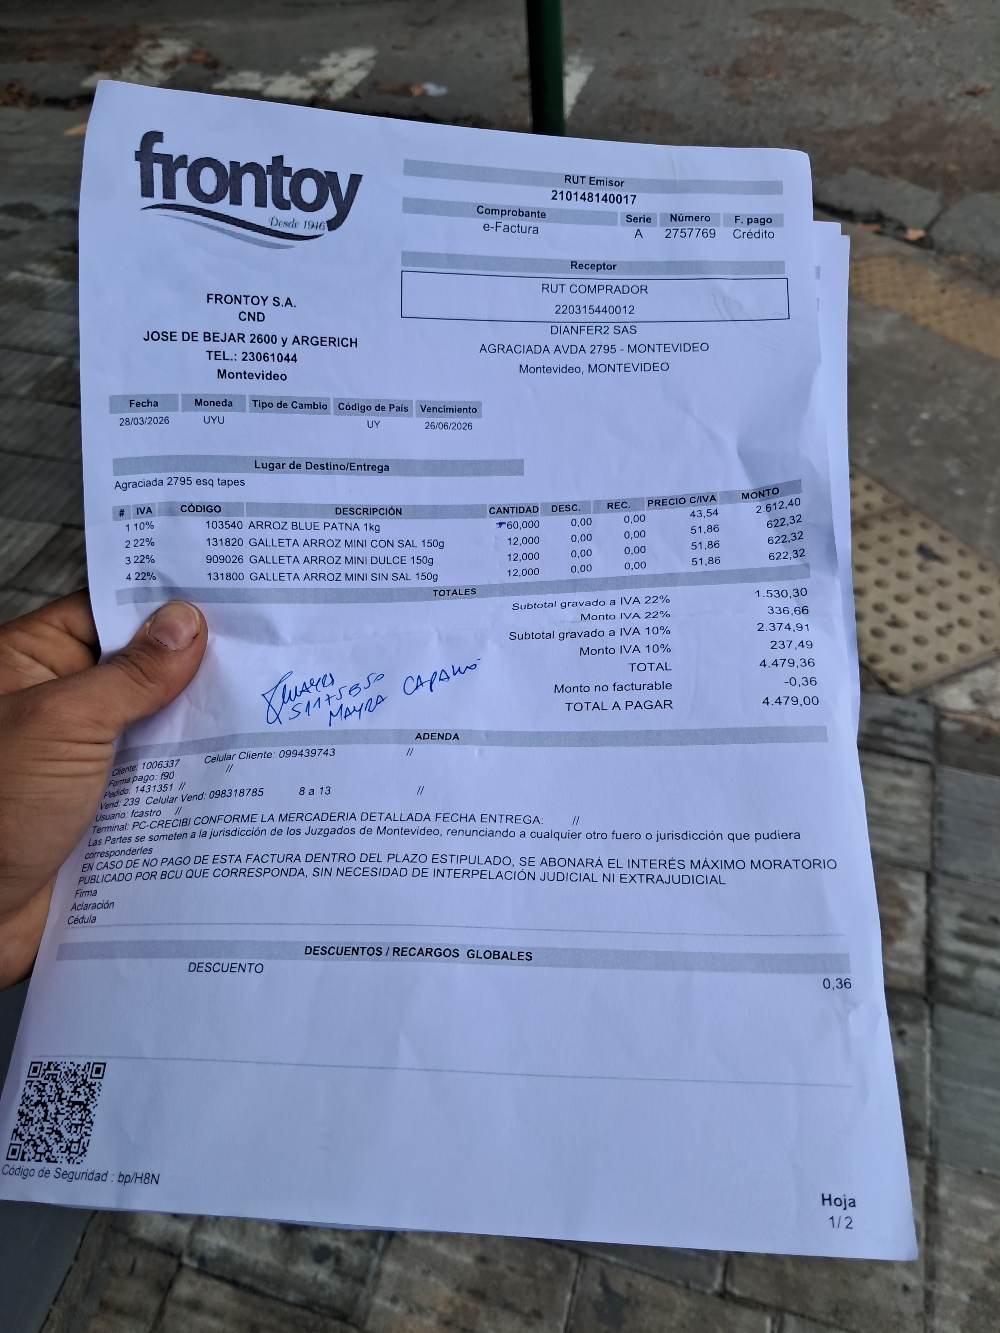 frontoy
Desde 1946
RUT Emisor
210148140017
Comprobante Serie Número F. pago
e-Factura A 2757769 Crédito
Receptor
RUT COMPRADOR
220315440012
DIANFER2 SAS
AGRACIADA AVDA 2795 - MONTEVIDEO
Montevideo, MONTEVIDEO
FRONTOY S.A.
CND
JOSE DE BEJAR 2600 y ARGERICH
TEL.: 23061044
Montevideo
Fecha Moneda Tipo de Cambio Código de País Vencimiento
28/03/2026 UYU UY 26/06/2026
Lugar de Destino/Entrega
Agraciada 2795 esq tapes
# IVA CÓDIGO DESCRIPCIÓN CANTIDAD DESC. REC. PRECIO C/IVA MONTO
1 10% 103540 ARROZ BLUE PATNA 1kg 60,000 0,00 0,00 43,54 2 612,40
2 22% 131820 GALLETA ARROZ MINI CON SAL 150g 12,000 0,00 0,00 51,86 622,32
3 22% 909026 GALLETA ARROZ MINI DULCE 150g 12,000 0,00 0,00 51,86 622,32
4 22% 131800 GALLETA ARROZ MINI SIN SAL 150g 12,000 0,00 0,00 51,86 622,32
TOTALES
Subtotal gravado a IVA 22% 1.530,30
Monto IVA 22% 336,66
Subtotal gravado a IVA 10% 2.374,91
Monto IVA 10% 237,49
TOTAL 4.479,36
Monto no facturable -0,36
TOTAL A PAGAR 4.479,00
MAYRA
ADENDA
Cliente: 1006337 Celular Cliente: 099439743 //
Forma pago: f90 //
Pedido: 1431351 //
Vend: 239 Celular Vend: 098318785 8 a 13 //
Usuario: fcastro //
Terminal: PC-CRECIBI CONFORME LA MERCADERIA DETALLADA FECHA ENTREGA: //
Las Partes se someten a la jurisdicción de los Juzgados de Montevideo, renunciando a cualquier otro fuero o jurisdicción que pudiera
corresponderles
EN CASO DE NO PAGO DE ESTA FACTURA DENTRO DEL PLAZO ESTIPULADO, SE ABONARÁ EL INTERÉS MÁXIMO MORATORIO
PUBLICADO POR BCU QUE CORRESPONDA, SIN NECESIDAD DE INTERPELACIÓN JUDICIAL NI EXTRAJUDICIAL
Firma
Aclaración
Cédula
DESCUENTOS / RECARGOS GLOBALES
DESCUENTO 0,36
Código de Seguridad : bp/H8N
Hoja
1/ 2